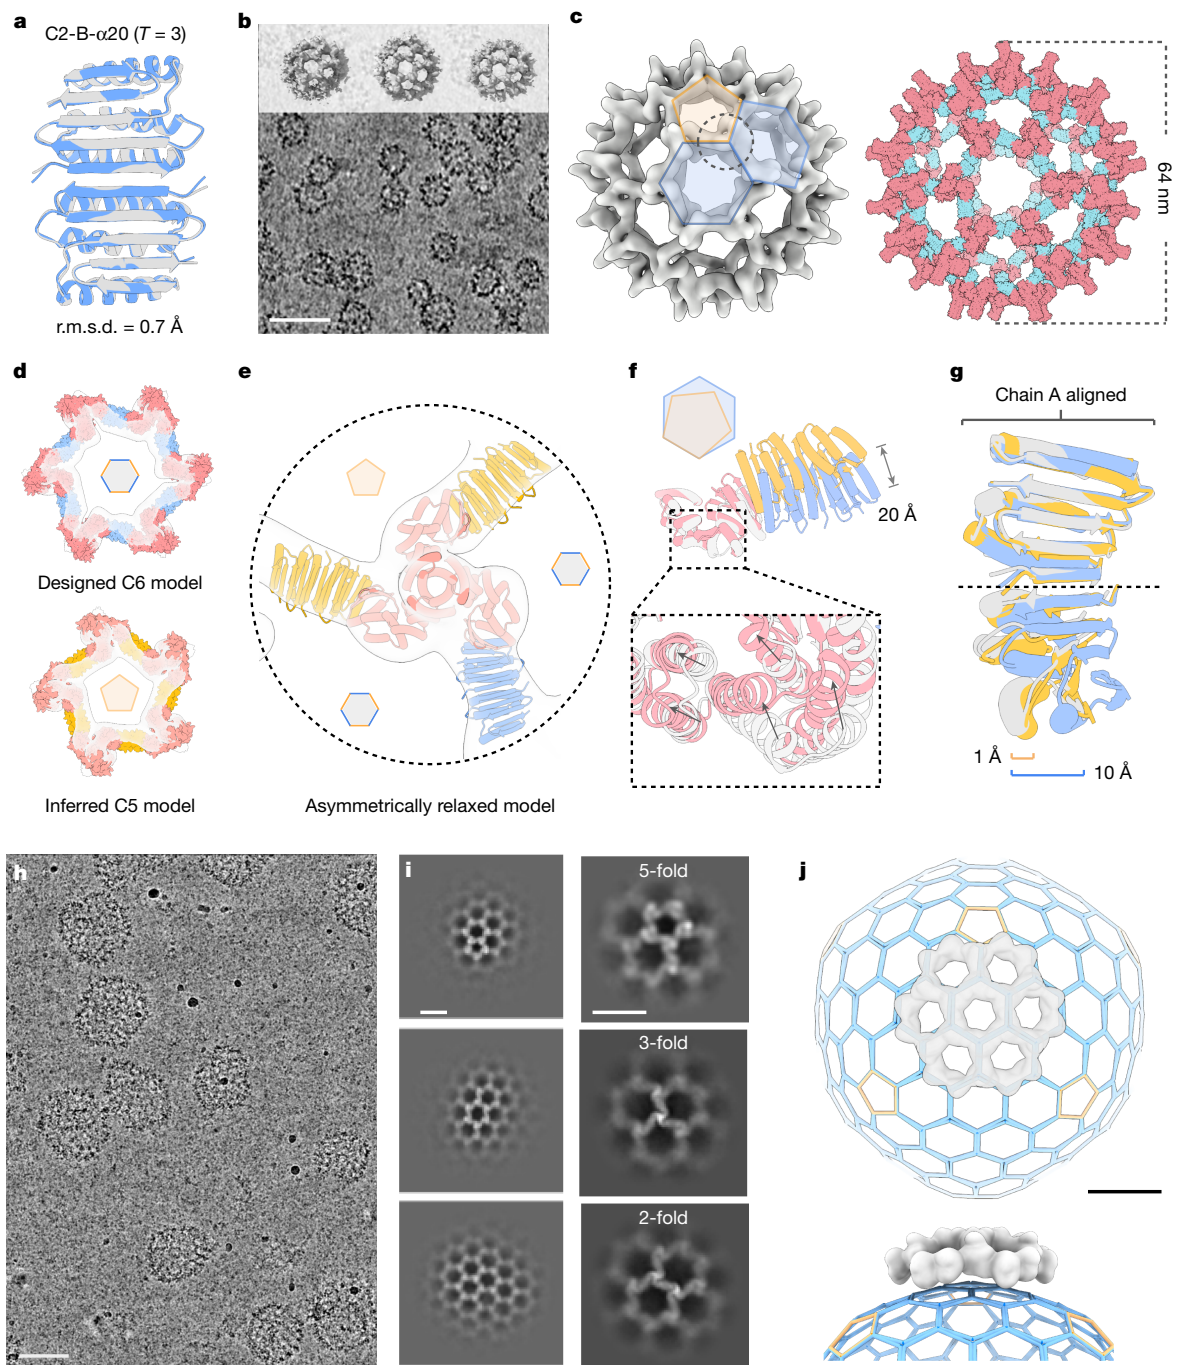 a
C2-B-α20 (T = 3)
r.m.s.d. = 0.7 Å
b
c
64 nm
d
Designed C6 model
Inferred C5 model
e
Asymmetrically relaxed model
f
20 Å
g
Chain A aligned
1 Å
10 Å
h
i
5-fold
3-fold
2-fold
j